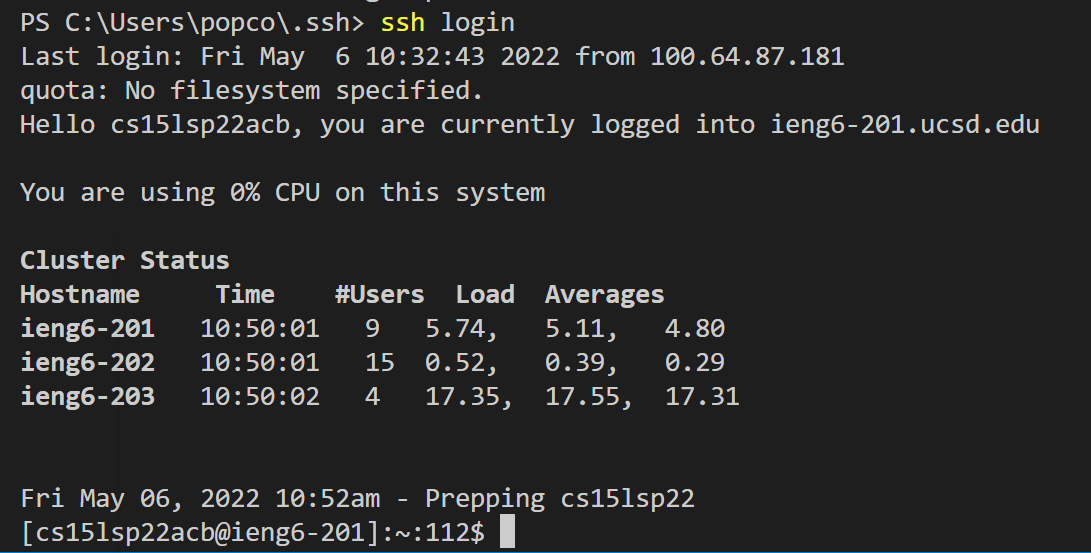 PS C:\Users\popco\.ssh> ssh login
Last login: Fri May  6 10:32:43 2022 from 100.64.87.181
quota: No filesystem specified.
Hello cs15lsp22acb, you are currently logged into ieng6-201.ucsd.edu
You are using 0% CPU on this system
Cluster Status
Hostname     Time    #Users  Load  Averages
ieng6-201   10:50:01   9   5.74,   5.11,   4.80
ieng6-202   10:50:01   15  0.52,   0.39,   0.29
ieng6-203   10:50:02   4   17.35,  17.55,  17.31
Fri May 06, 2022 10:52am - Prepping cs15lsp22
[cs15lsp22acb@ieng6-201]:~:112$